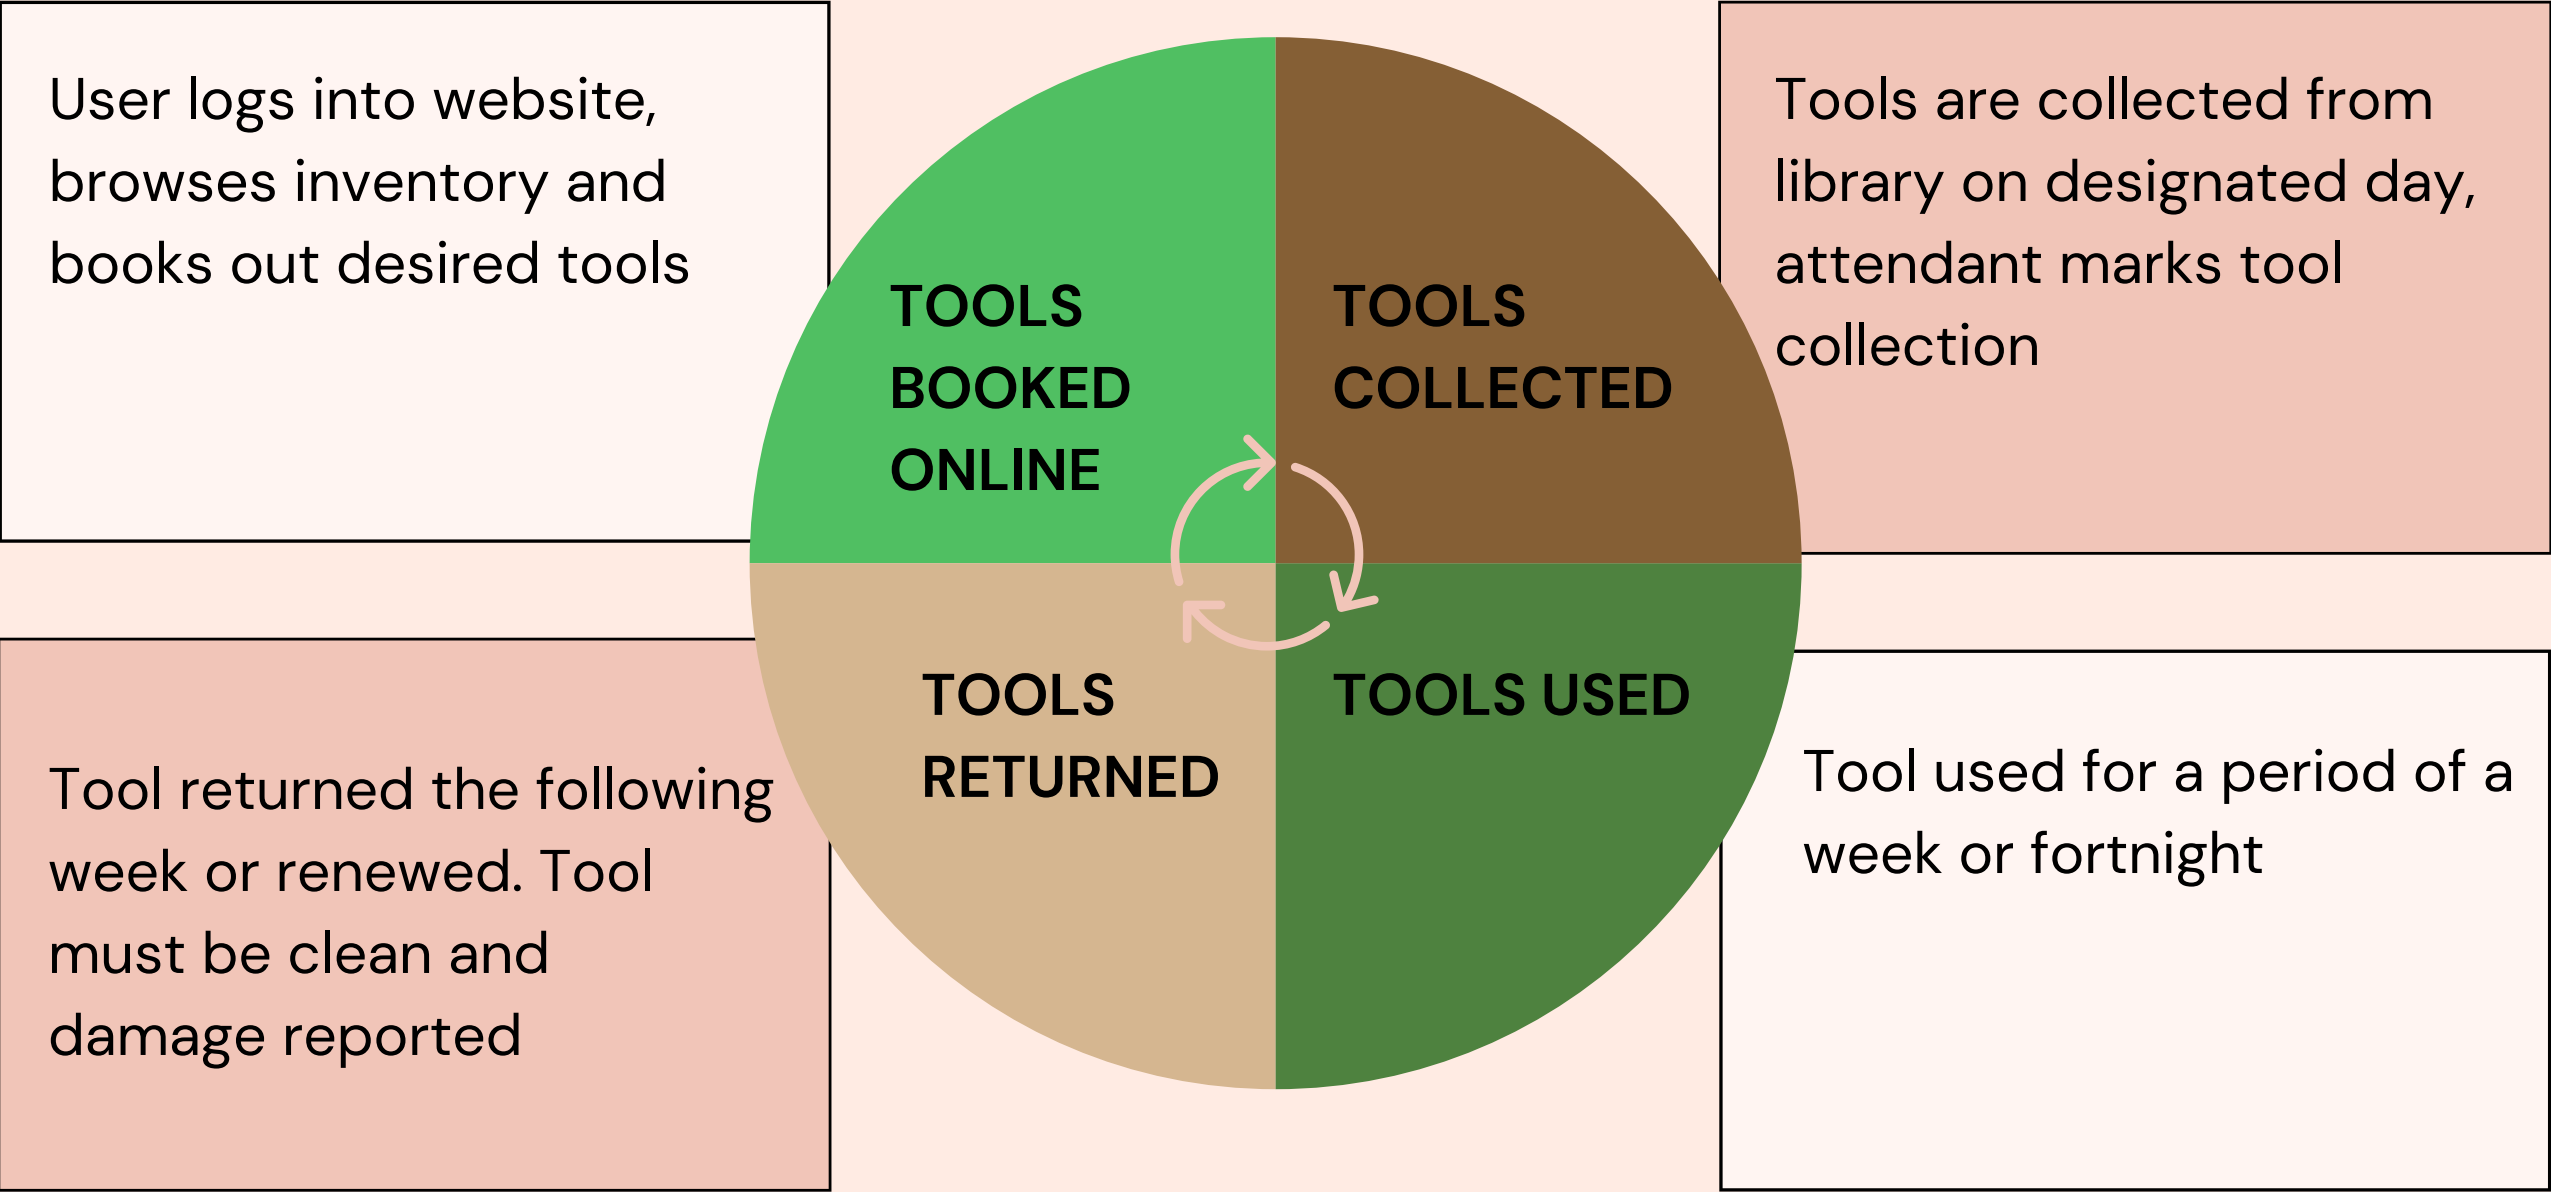 User logs into website,
browses inventory and
books out desired tools
TOOLS
BOOKED
ONLINE
TOOLS
COLLECTED
Tools are collected from
library on designated day,
attendant marks tool
collection
Tool returned the following
week or renewed. Tool
must be clean and
damage reported
TOOLS
RETURNED
TOOLS USED
Tool used for a period of a
week or fortnight